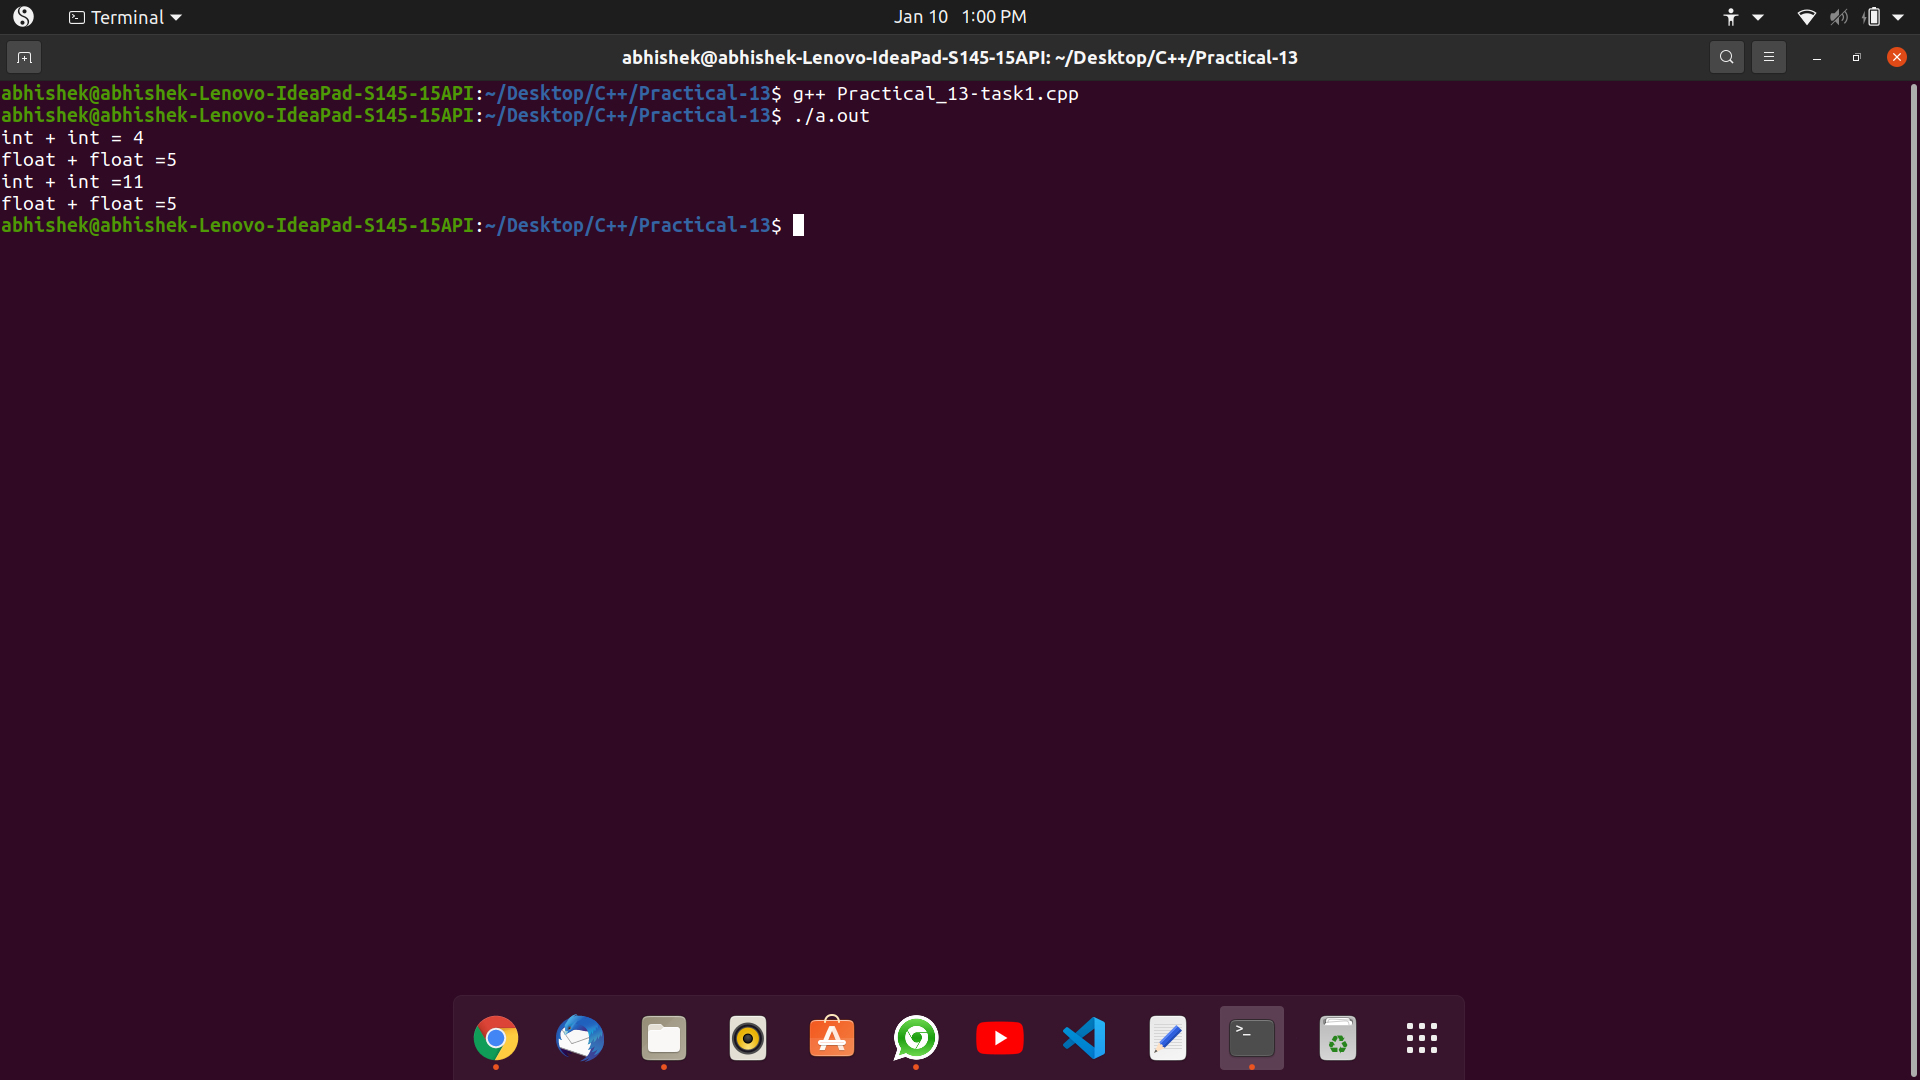 Terminal
Jan 10 1:00 PM
abhishek@abhishek-Lenovo-IdeaPad-S145-15API: ~/Desktop/C++/Practical-13
abhishek@abhishek-Lenovo-IdeaPad-S145-15API:~/Desktop/C++/Practical-13$ g++ Practical_13-task1.cpp
abhishek@abhishek-Lenovo-IdeaPad-S145-15API:~/Desktop/C++/Practical-13$ ./a.out
int + int = 4
float + float =5
int + int =11
float + float =5
abhishek@abhishek-Lenovo-IdeaPad-S145-15API:~/Desktop/C++/Practical-13$